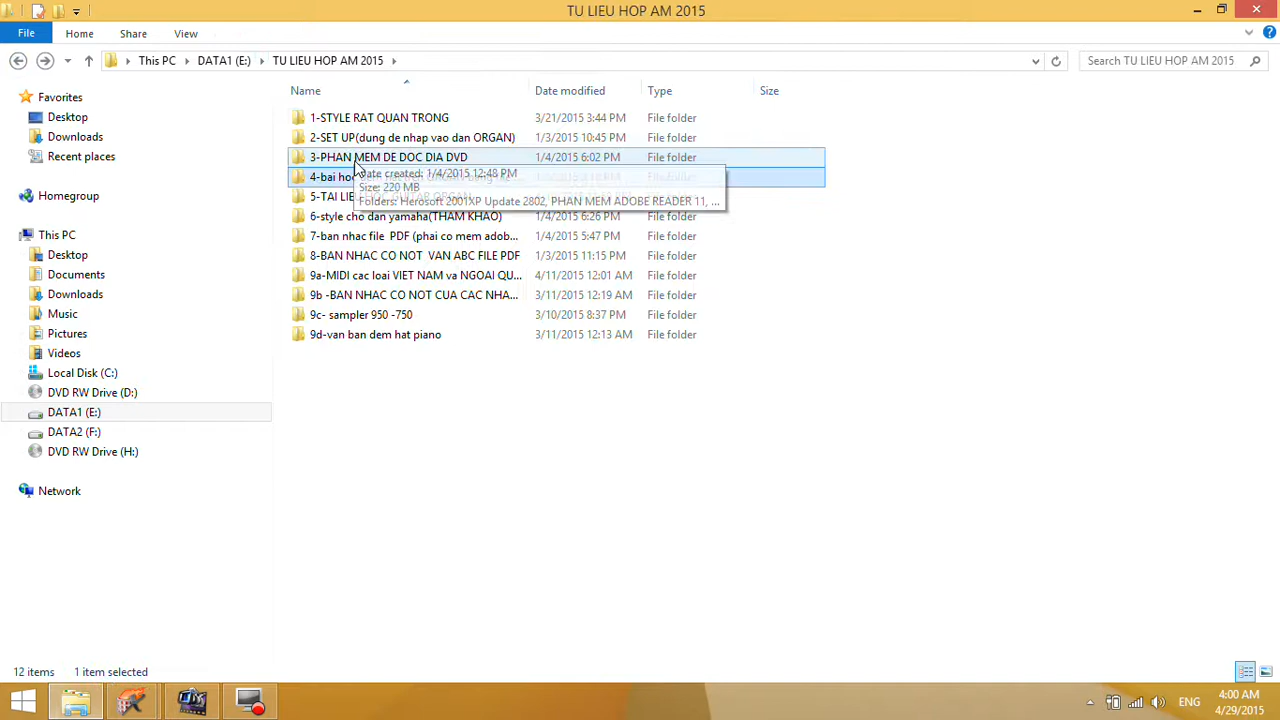 TU LIEU HOP AM 2015
File Home Share View
This PC DATA1 (E:) TU LIEU HOP AM 2015
Search TU LIEU HOP AM 2015
Name Date modified Type Size
Favorites
Desktop
Downloads
Recent places
Homegroup
This PC
Desktop
Documents
Downloads
Music
Pictures
Videos
Local Disk (C:)
DVD RW Drive (D:)
DATA1 (E:)
DATA2 (F:)
DVD RW Drive (H:)
Network
1-STYLE RAT QUAN TRONG 3/21/2015 3:44 PM File folder
2-SET UP(dung de nhap vao dan ORGAN) 1/3/2015 10:45 PM File folder
3-PHAN MEM DE DOC DIA DVD 1/4/2015 6:02 PM File folder
4-bai ho
Date created: 1/4/2015 12:48 PM
Size: 220 MB
Folders: Herosoft 2001XP Update 2802, PHAN MEM ADOBE READER 11, ...
5-TAI LIE
6-style cho dan yamaha(THAM KHAO) 1/4/2015 6:26 PM File folder
7-ban nhac file PDF (phai co mem adob... 1/4/2015 5:47 PM File folder
8-BAN NHAC CO NOT VAN ABC FILE PDF 1/3/2015 11:15 PM File folder
9a-MIDI cac loai VIET NAM va NGOAI QU... 4/11/2015 12:01 AM File folder
9b -BAN NHAC CO NOT CUA CAC NHA... 3/11/2015 12:19 AM File folder
9c- sampler 950 -750 3/10/2015 8:37 PM File folder
9d-van ban dem hat piano 3/11/2015 12:13 AM File folder
12 items 1 item selected
ENG
4:00 AM
4/29/2015